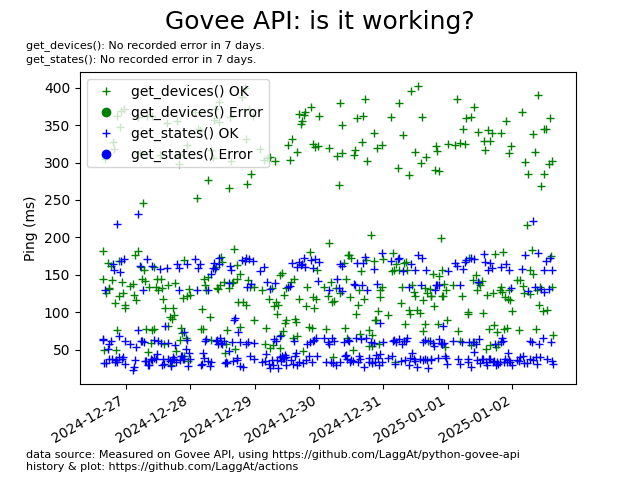 Govee API: is it working?
get_devices(): No recorded error in 7 days.
get_states(): No recorded error in 7 days.
get_devices() OK
get_devices() Error
get_states() OK
get_states() Error
Ping (ms)
400
350
300
250
200
150
100
50
2024-12-27
2024-12-28
2024-12-29
2024-12-30
2024-12-31
2025-01-01
2025-01-02
data source: Measured on Govee API, using https://github.com/LaggAt/python-govee-api
history & plot: https://github.com/LaggAt/actions